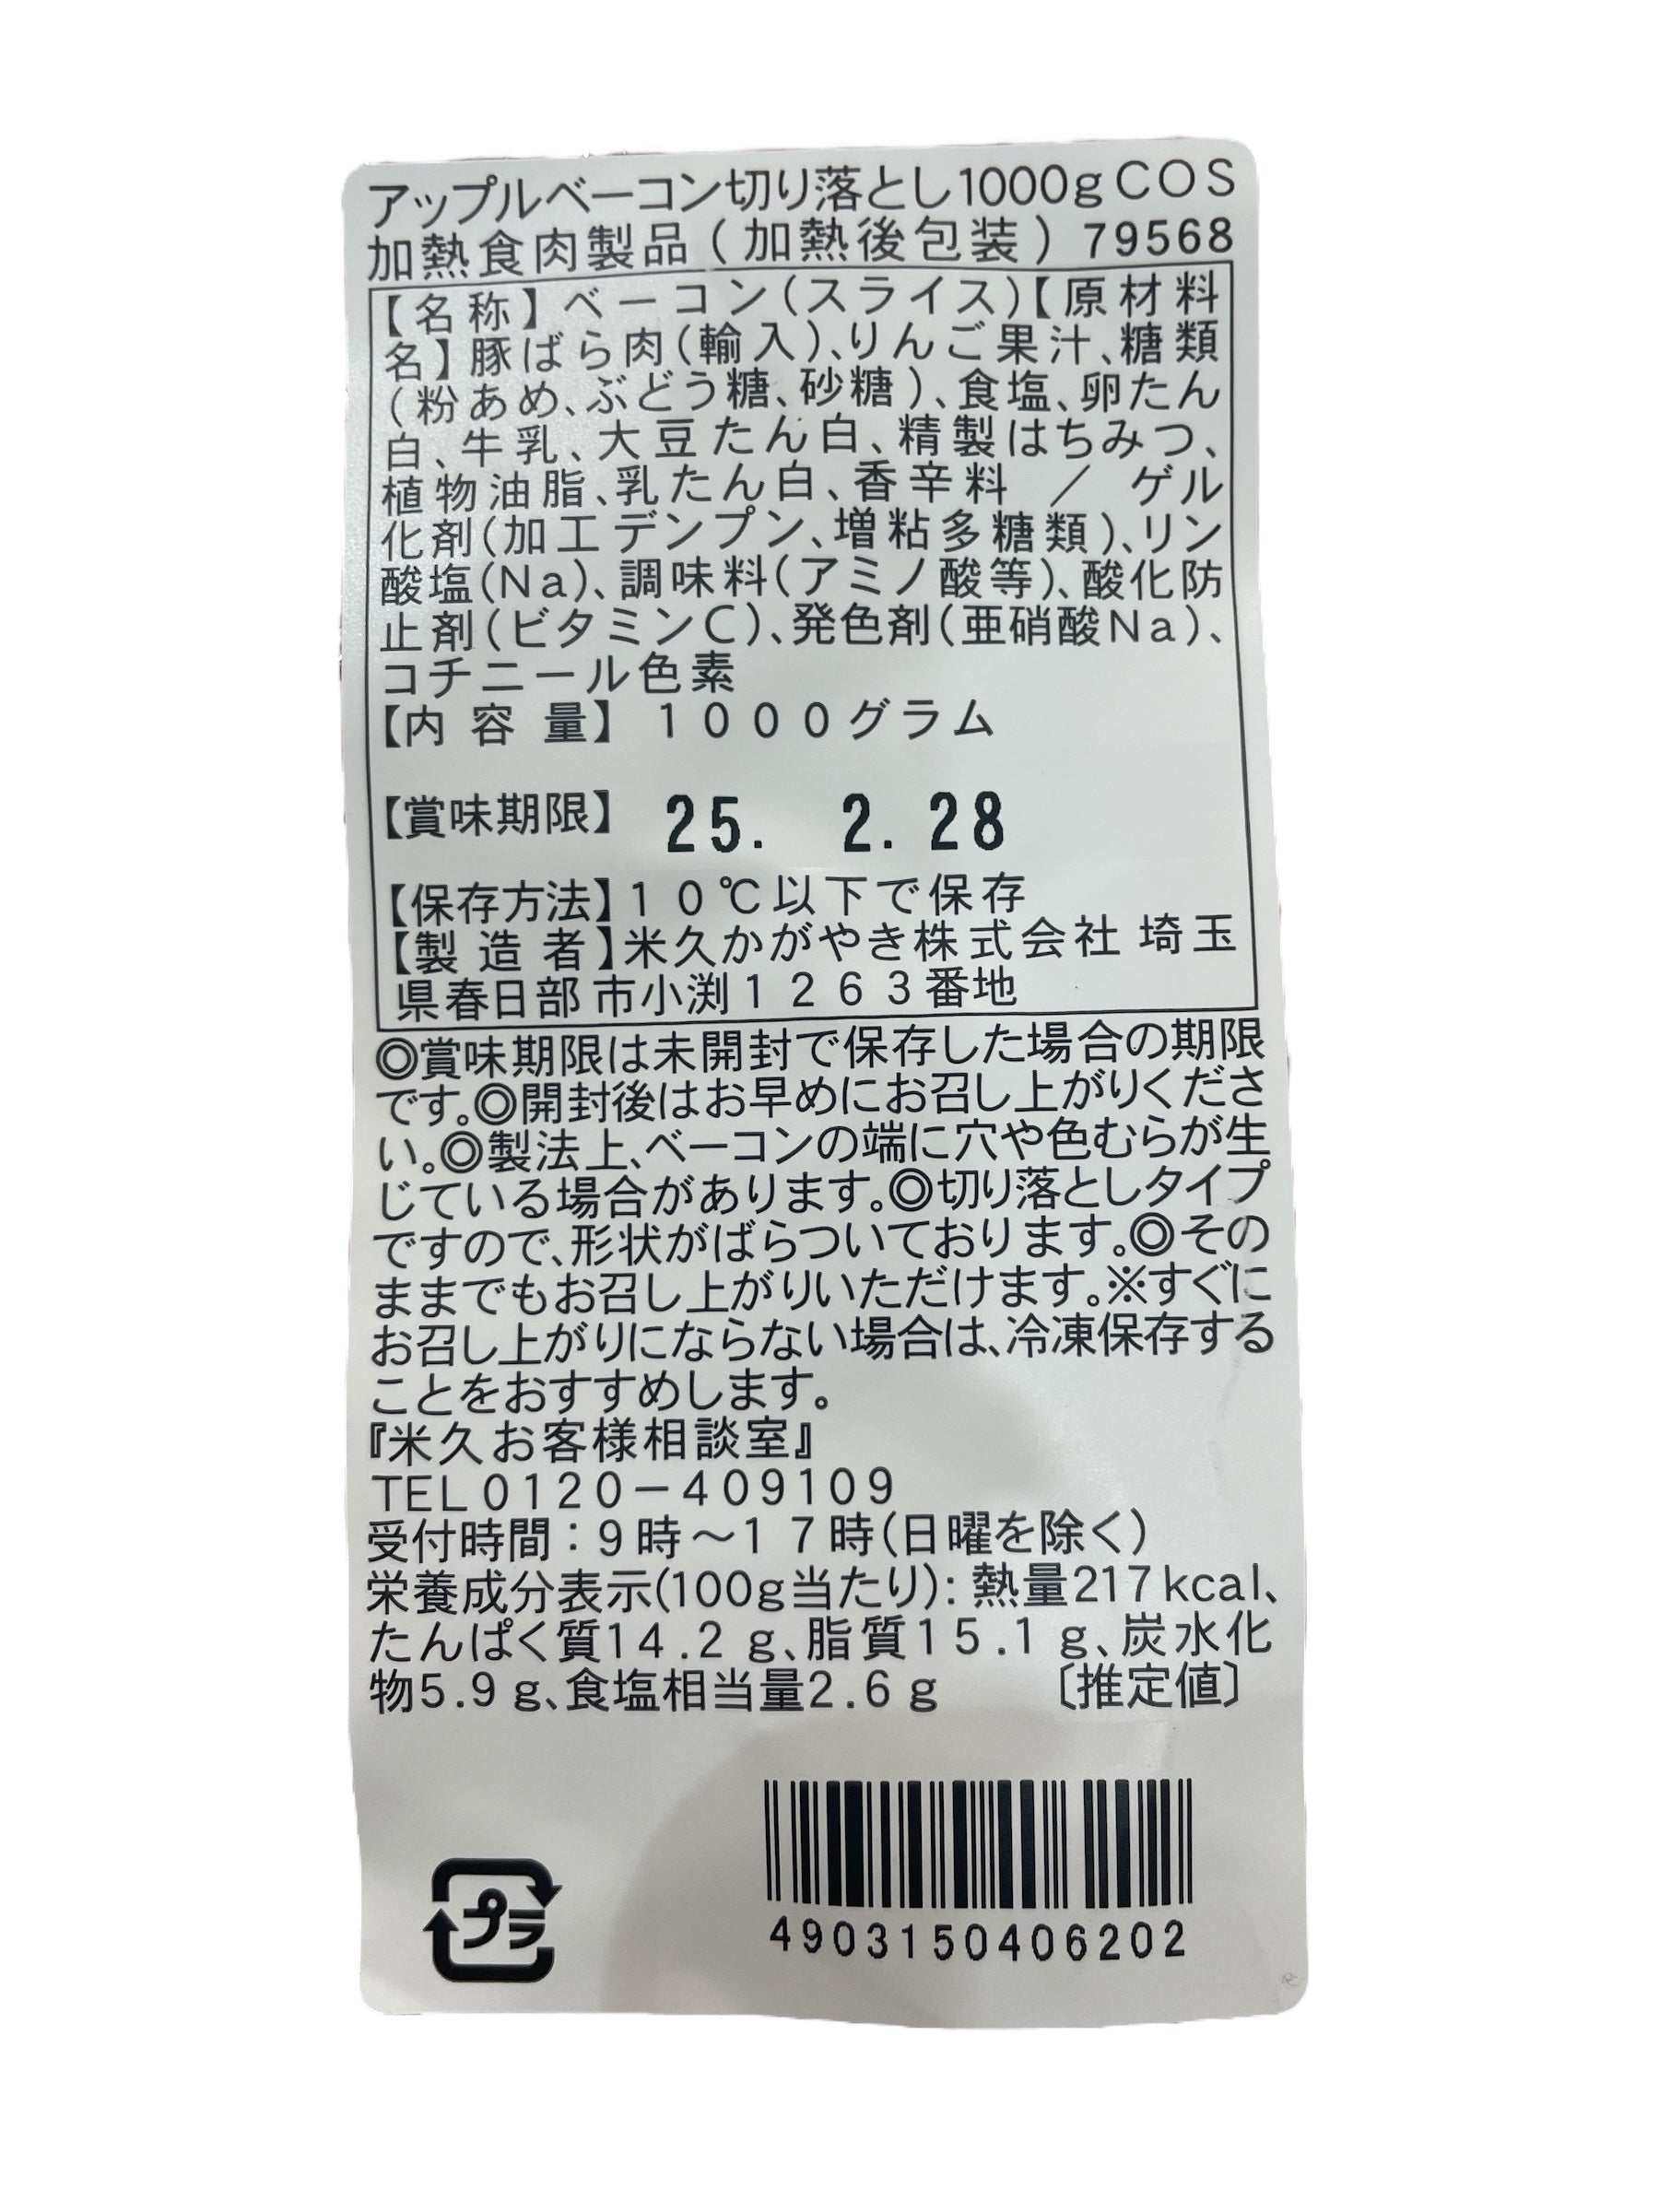 アップルベーコン切り落とし1000gCOS
加熱食肉製品(加熱後包装)79568
【名称】ベーコン(スライス)【原材料
名】豚ばら肉(輸入)、りんご果汁、糖類
(粉あめ、ぶどう糖、砂糖)、食塩、卵たん
白、牛乳、大豆たん白、精製はちみつ、
植物油脂、乳たん白、香辛料 / ゲル
化剤(加工デンプン、増粘多糖類)、リン
酸塩(Na)、調味料(アミノ酸等)、酸化防
止剤(ビタミンC)、発色剤(亜硝酸Na)、
コチニール色素
【内容量】1000グラム
【賞味期限】 25. 2. 28
【保存方法】10℃以下で保存
【製造者】米久かがやき株式会社 埼玉
県春日部市小渕1263番地
◎賞味期限は未開封で保存した場合の期限
です。◎開封後はお早めにお召し上がりくださ
い。◎製法上、ベーコンの端に穴や色むらが生
じている場合があります。◎切り落としタイプ
ですので、形状がばらついております。◎その
ままでもお召し上がりいただけます。※すぐに
お召し上がりにならない場合は、冷凍保存する
ことをおすすめします。
『米久お客様相談室』
TEL0120-409109
受付時間:9時~17時(日曜を除く)
栄養成分表示(100g当たり):熱量217kcal、
たんぱく質14.2g、脂質15.1g、炭水化
物5.9g、食塩相当量2.6g 〔推定値〕
プラ
4903150406202